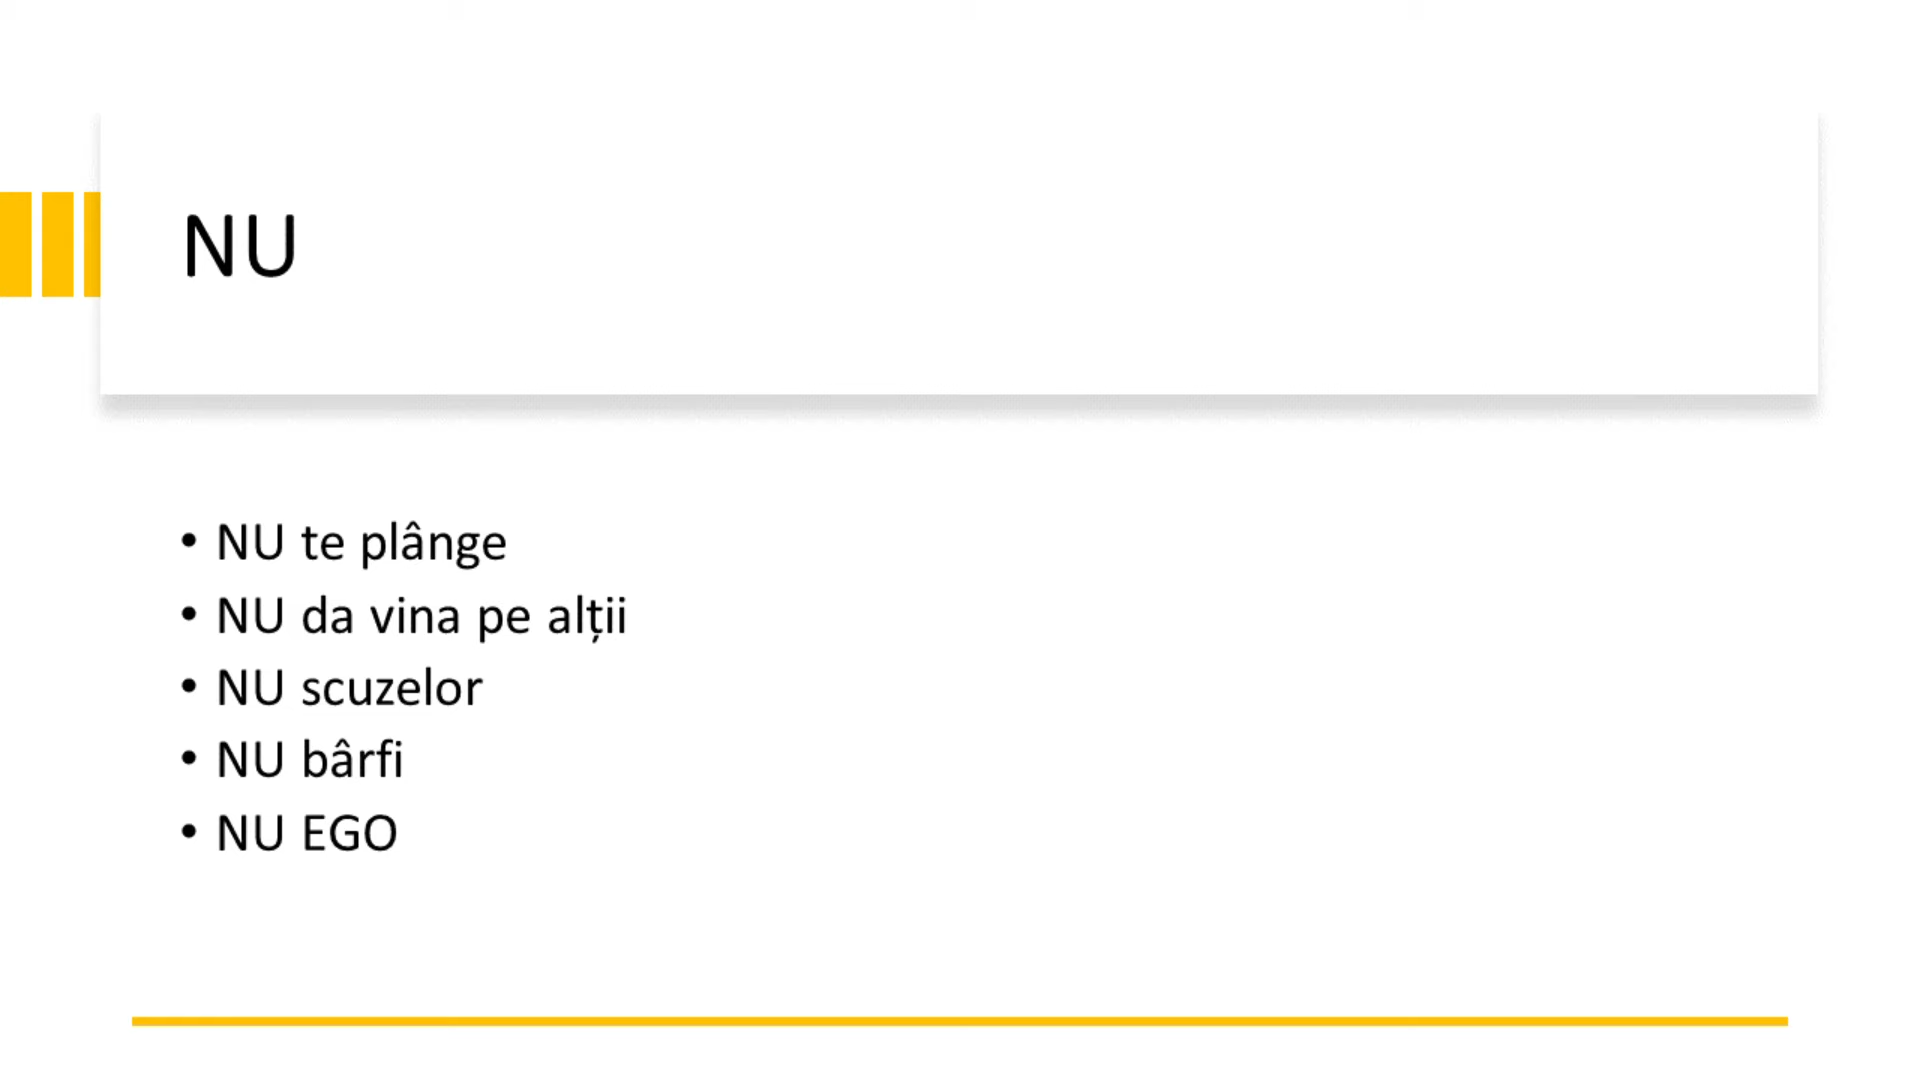 NU
• NU te plânge
• NU da vina pe alții
• NU scuzelor
• NU bârfi
• NU EGO